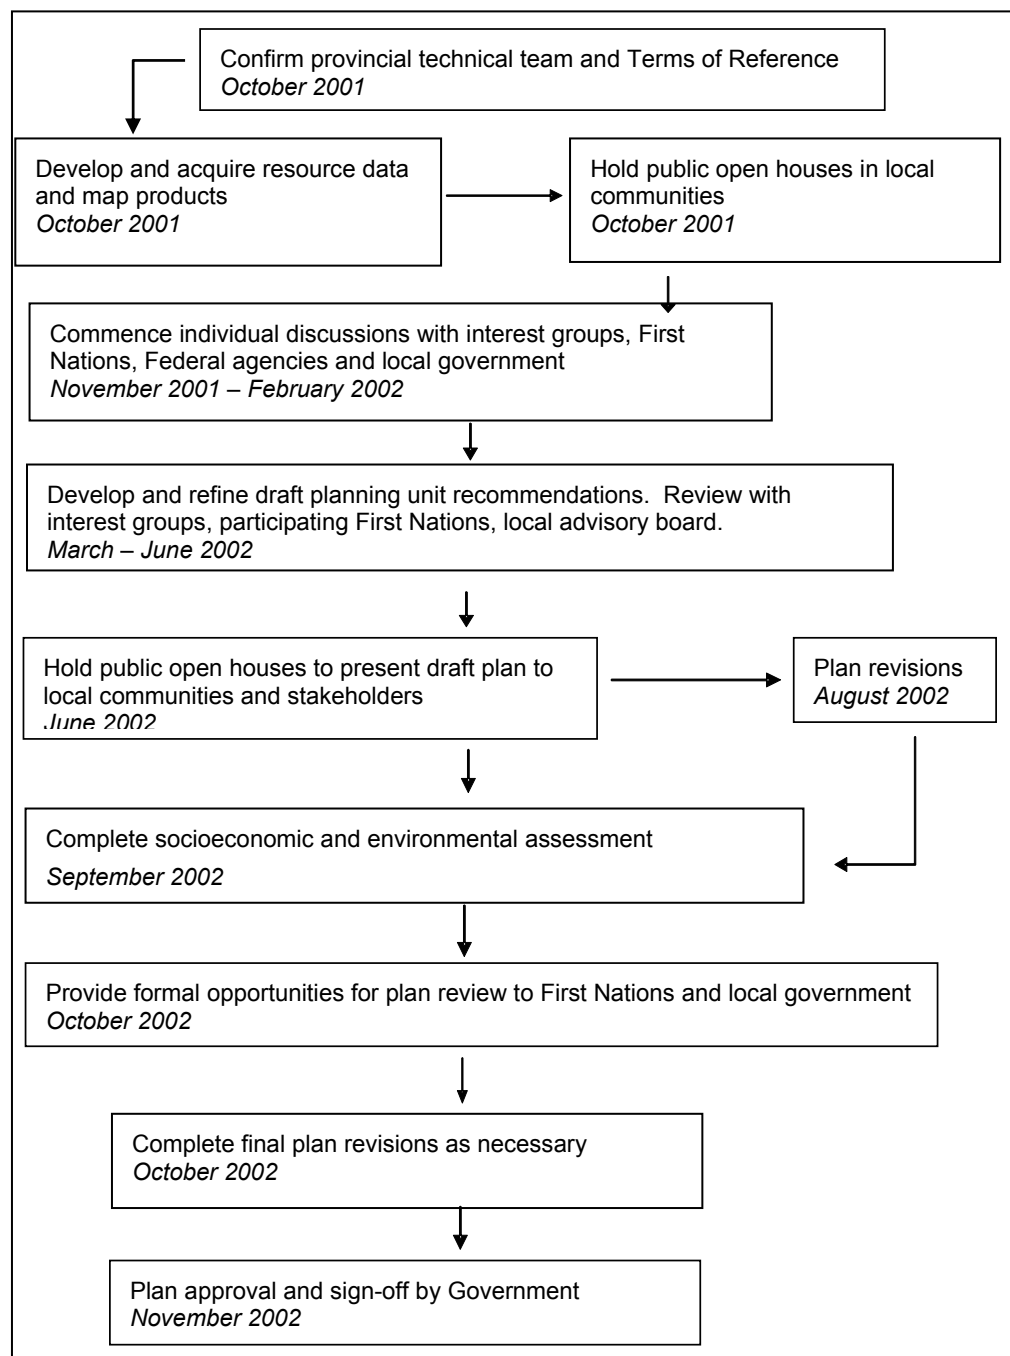 Confirm provincial technical team and Terms of Reference
October 2001
Develop and acquire resource data
and map products
October 2001
Hold public open houses in local
communities
October 2001
Commence individual discussions with interest groups, First
Nations, Federal agencies and local government
November 2001 – February 2002
Develop and refine draft planning unit recommendations.  Review with
interest groups, participating First Nations, local advisory board.
March – June 2002
Hold public open houses to present draft plan to
local communities and stakeholders
June 2002
Plan revisions
August 2002
Complete socioeconomic and environmental assessment
September 2002
Provide formal opportunities for plan review to First Nations and local government
October 2002
Complete final plan revisions as necessary
October 2002
Plan approval and sign-off by Government
November 2002